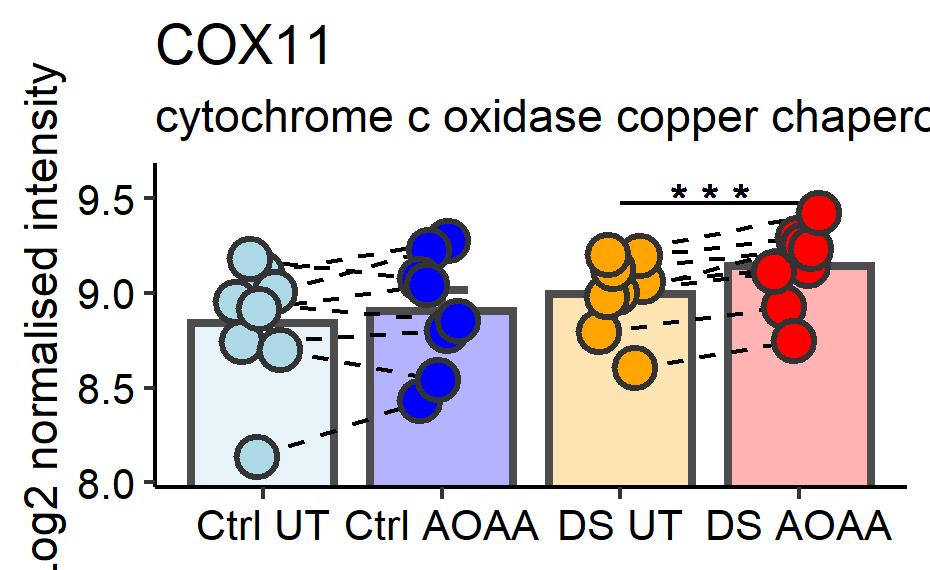 COX11
cytochrome c oxidase copper chaperc
.og2 normalised intensity
9.5
9.0
8.5
8.0
***
Ctrl UT
Ctrl AOAA
DS UT
DS AOAA